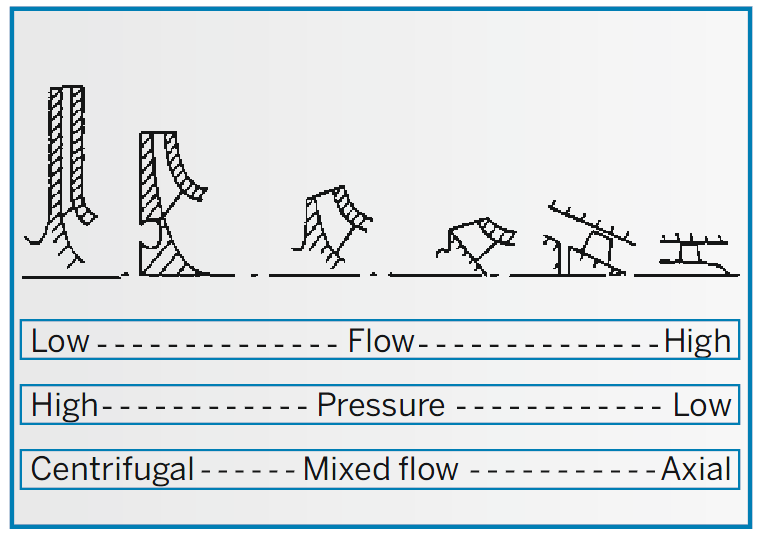 Low -------------- Flow-------------- High
High------------ Pressure ------------ Low
Centrifugal ------ Mixed flow ----------- Axial